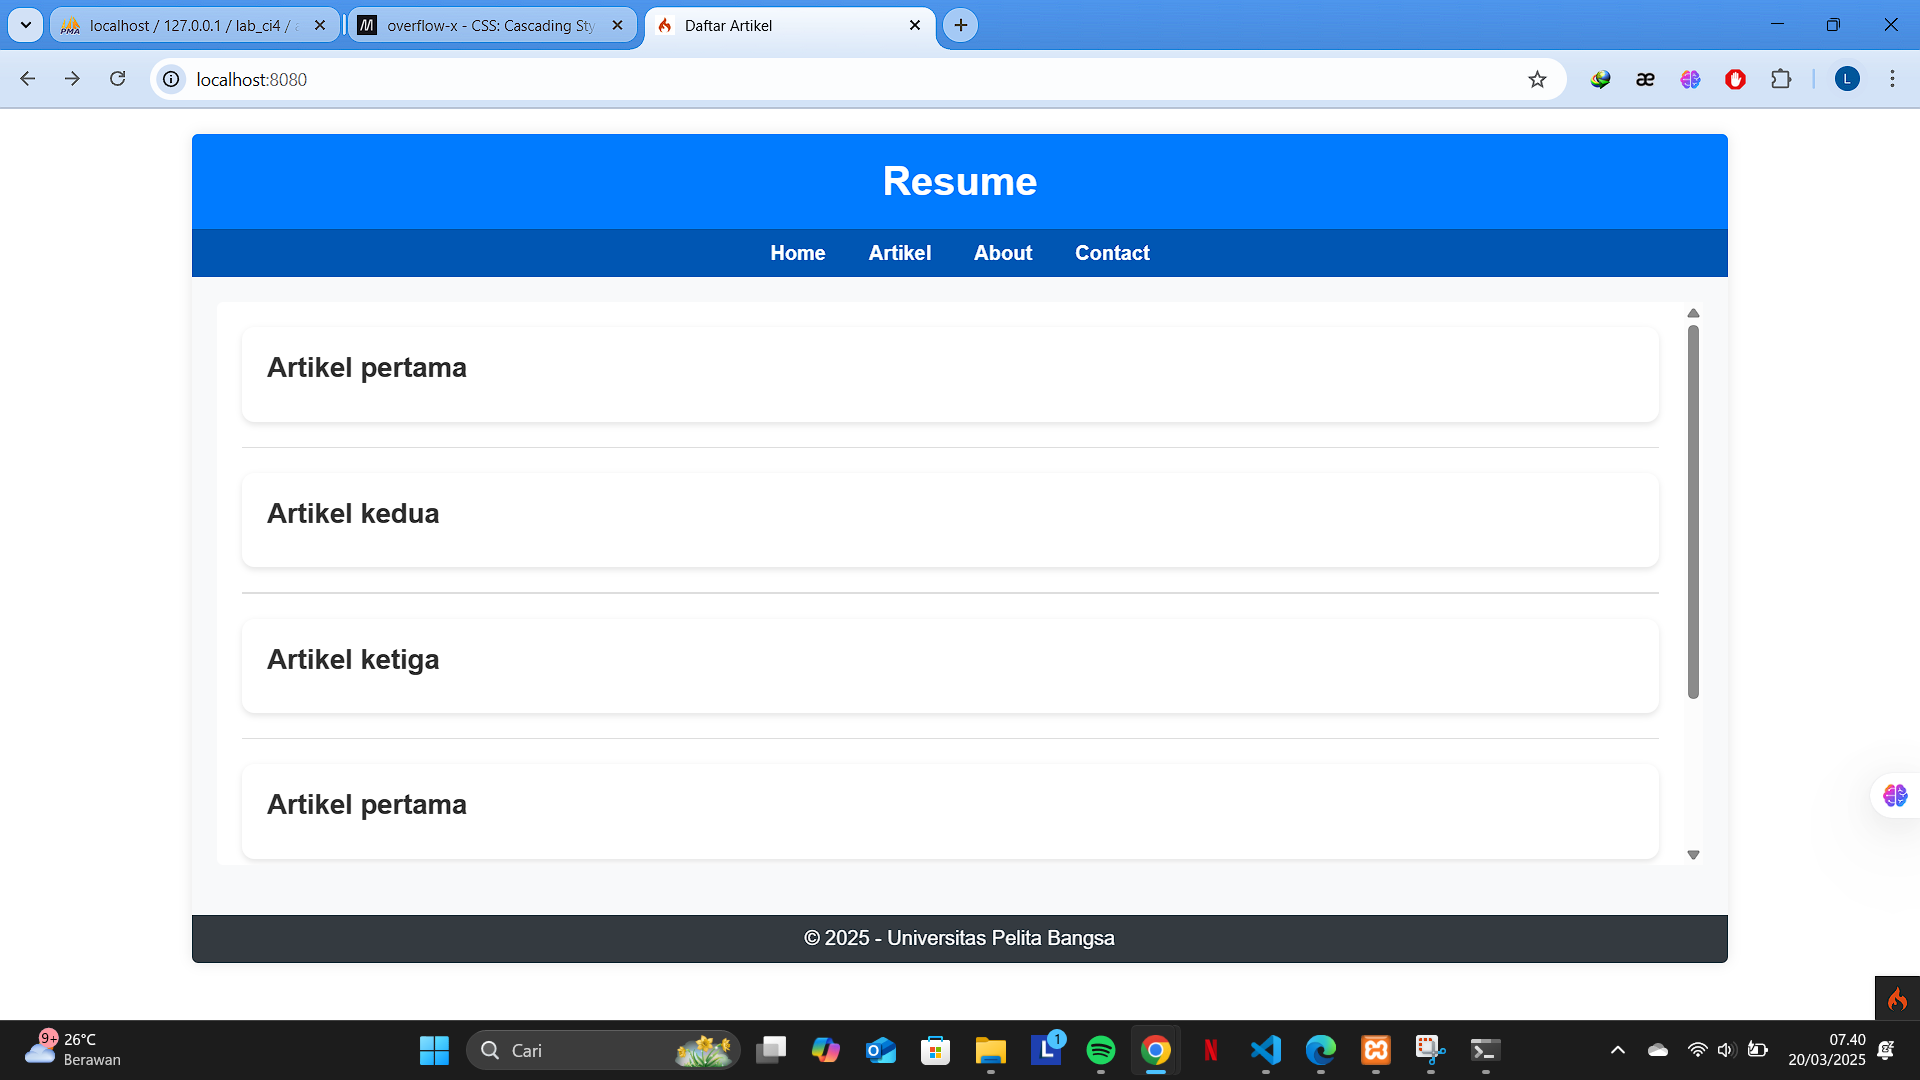 localhost / 127.0.0.1 / lab_ci4 /
overflow-x - CSS: Cascading Sty
Daftar Artikel
localhost:8080
L
Resume
Home Artikel About Contact
Artikel pertama
Artikel kedua
Artikel ketiga
Artikel pertama
© 2025 - Universitas Pelita Bangsa
9+
26°C
Berawan
Cari
1
07.40
20/03/2025